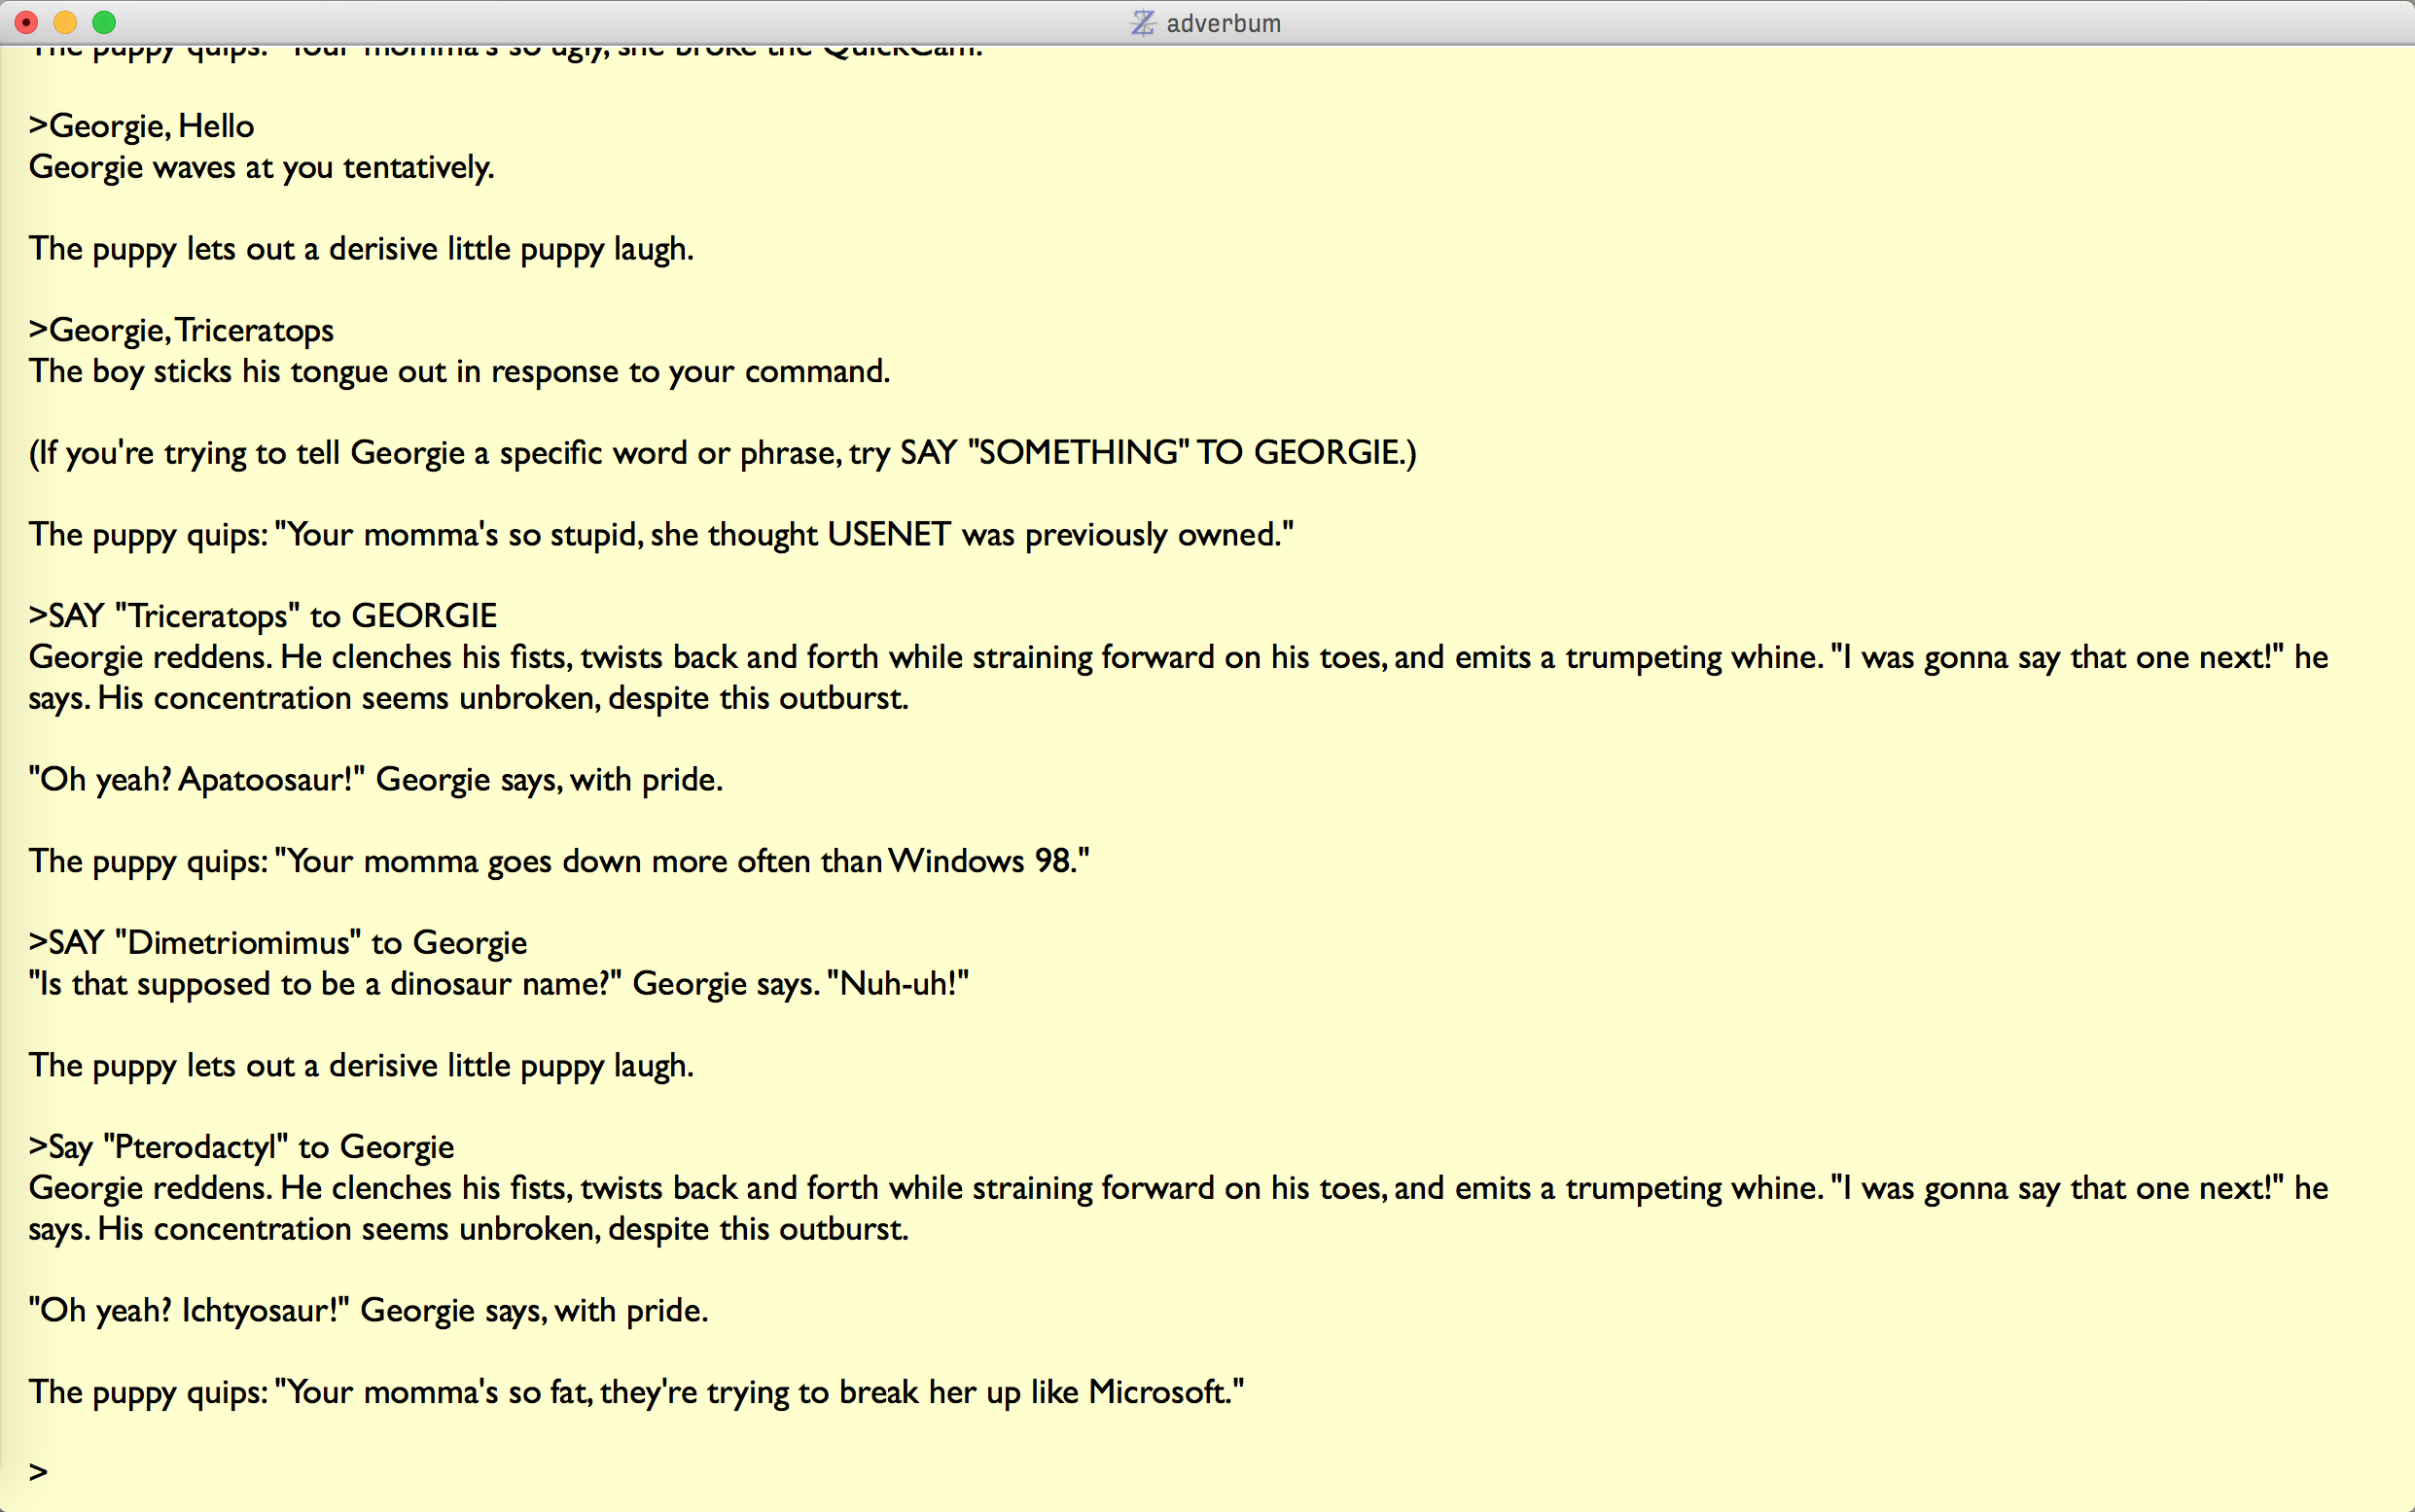 adverbum
The puppy quips: "Your momma's so ugly, she broke the QuickCam."
>Georgie, Hello
Georgie waves at you tentatively.
The puppy lets out a derisive little puppy laugh.
>Georgie, Triceratops
The boy sticks his tongue out in response to your command.
(If you're trying to tell Georgie a specific word or phrase, try SAY "SOMETHING" TO GEORGIE.)
The puppy quips: "Your momma's so stupid, she thought USENET was previously owned."
>SAY "Triceratops" to GEORGIE
Georgie reddens. He clenches his fists, twists back and forth while straining forward on his toes, and emits a trumpeting whine. "I was gonna say that one next!" he
says. His concentration seems unbroken, despite this outburst.
"Oh yeah? Apatoosaur!" Georgie says, with pride.
The puppy quips: "Your momma goes down more often than Windows 98."
>SAY "Dimetriomimus" to Georgie
"Is that supposed to be a dinosaur name?" Georgie says. "Nuh-uh!"
The puppy lets out a derisive little puppy laugh.
>Say "Pterodactyl" to Georgie
Georgie reddens. He clenches his fists, twists back and forth while straining forward on his toes, and emits a trumpeting whine. "I was gonna say that one next!" he
says. His concentration seems unbroken, despite this outburst.
"Oh yeah? Ichtyosaur!" Georgie says, with pride.
The puppy quips: "Your momma's so fat, they're trying to break her up like Microsoft."
>